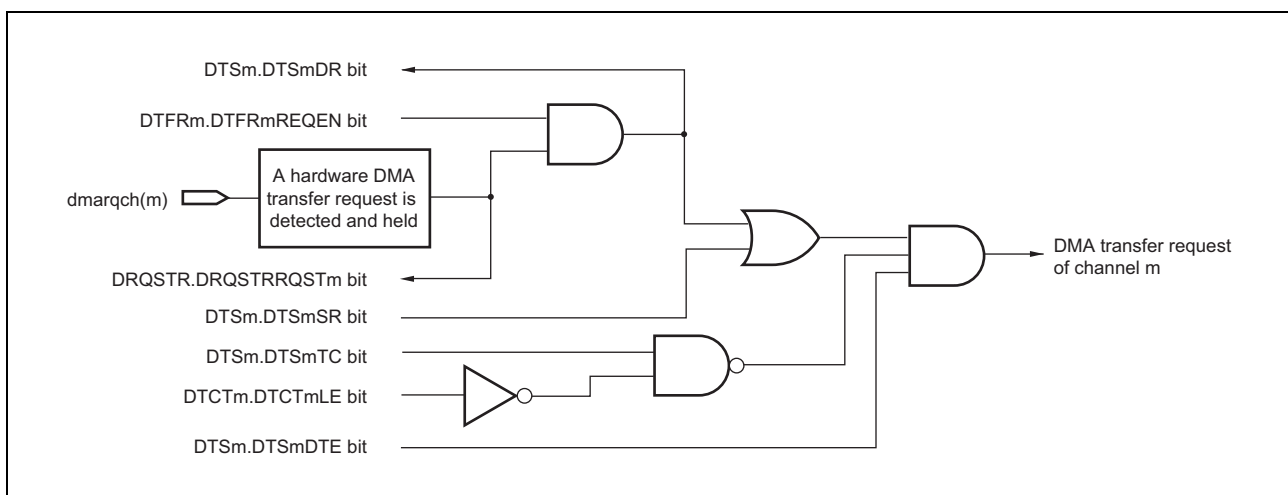 DTSm.DTSmDR bit
DTFRm.DTFRmREQEN bit
A hardware DMA
transfer request is
detected and held
dmarqch(m)
DRQSTR.DRQSTRRQSTm bit
DTSm.DTSmSR bit
DTSm.DTSmTC bit
DTCTm.DTCTmLE bit
DTSm.DTSmDTE bit
DMA transfer request
of channel m